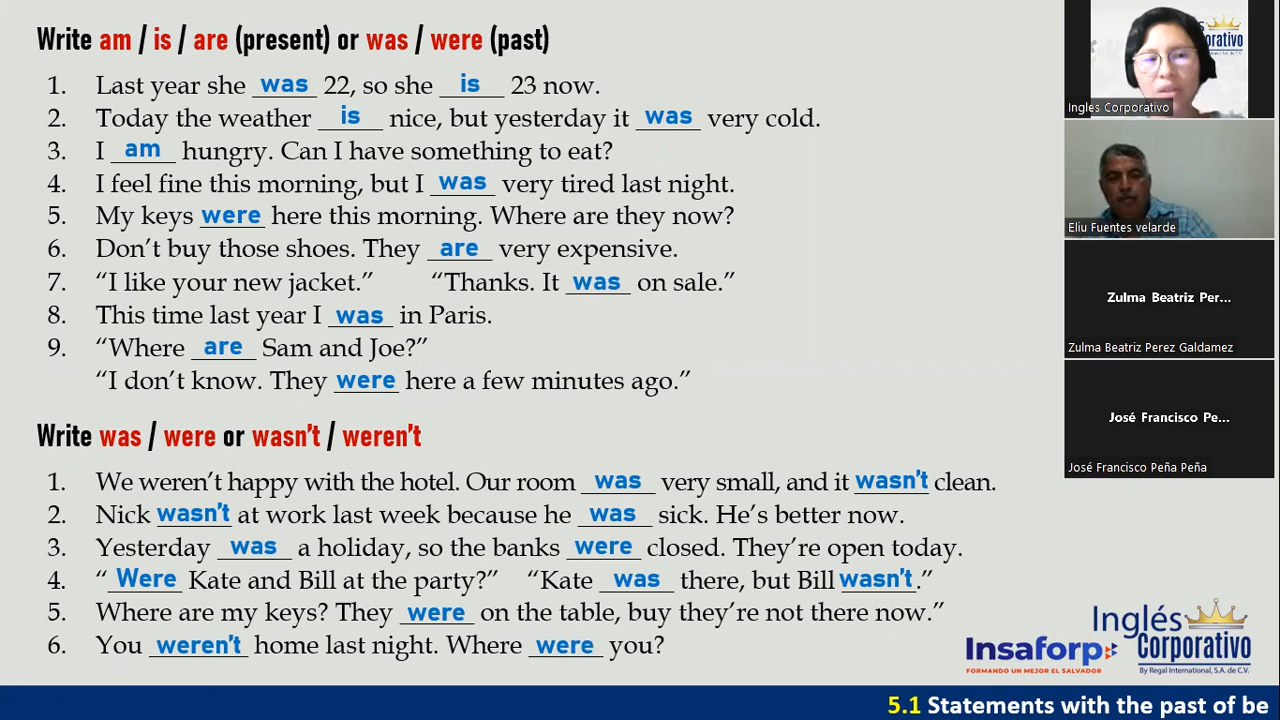 Write am / is / are (present) or was / were (past)
1. Last year she was 22, so she is 23 now.
2. Today the weather is nice, but yesterday it was very cold.
3. I am hungry. Can I have something to eat?
4. I feel fine this morning, but I was very tired last night.
5. My keys were here this morning. Where are they now?
6. Don’t buy those shoes. They are very expensive.
7. “I like your new jacket.” “Thanks. It was on sale.”
8. This time last year I was in Paris.
9. “Where are Sam and Joe?”
“I don’t know. They were here a few minutes ago.”
Write was / were or wasn’t / weren’t
1. We weren’t happy with the hotel. Our room was very small, and it wasn’t clean.
2. Nick wasn’t at work last week because he was sick. He’s better now.
3. Yesterday was a holiday, so the banks were closed. They’re open today.
4. “Were Kate and Bill at the party?” “Kate was there, but Bill wasn’t.”
5. Where are my keys? They were on the table, buy they’re not there now.”
6. You weren’t home last night. Where were you?
Insaforp
FORMANDO UN MEJOR EL SALVADOR
Inglés
Corporativo
By Regal International, S.A. de C.V.
5.1 Statements with the past of be
Ingles Corporativo
Eliu Fuentes velarde
Zulma Beatriz Per...
Zulma Beatriz Perez Galdamez
José Francisco Pe...
José Francisco Peña Peña